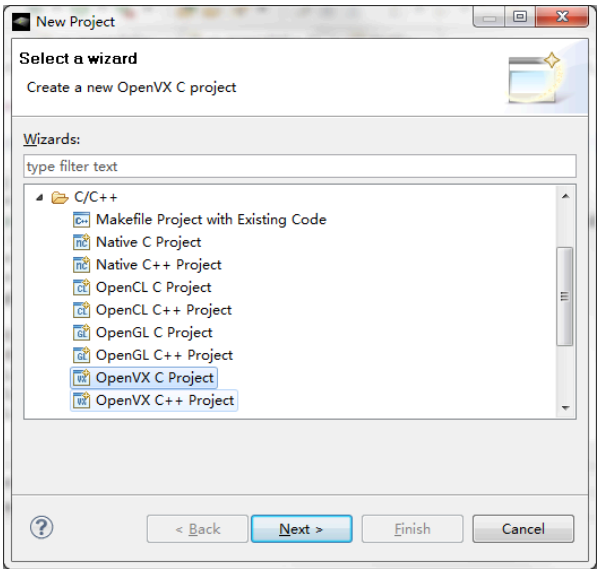 New Project
Select a wizard
Create a new OpenVX C project
Wizards:
type filter text
C/C++
Makefile Project with Existing Code
Native C Project
Native C++ Project
OpenCL C Project
OpenCL C++ Project
OpenGL C Project
OpenGL C++ Project
OpenVX C Project
OpenVX C++ Project
< Back
Next >
Finish
Cancel